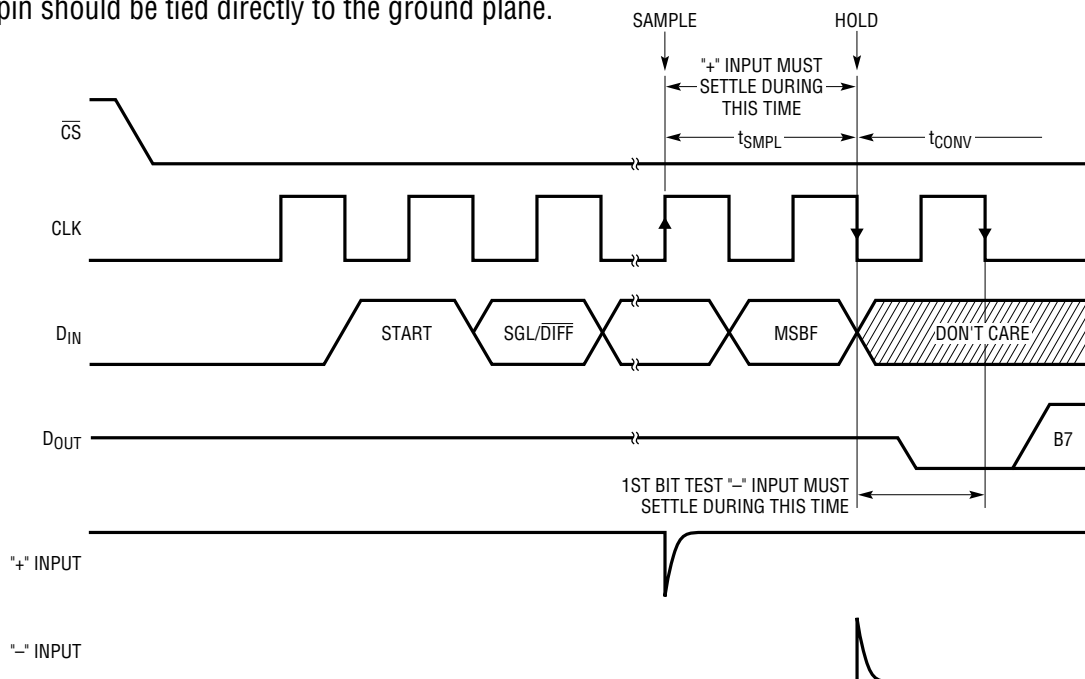 pin should be tied directly to the ground plane.
SAMPLE HOLD
"+" INPUT MUST
SETTLE DURING
THIS TIME
CS
tSMPL tCONV
CLK
DIN START SGL/DIFF MSBF DON'T CARE
DOUT B7
1ST BIT TEST "–" INPUT MUST
SETTLE DURING THIS TIME
"+" INPUT
"–" INPUT